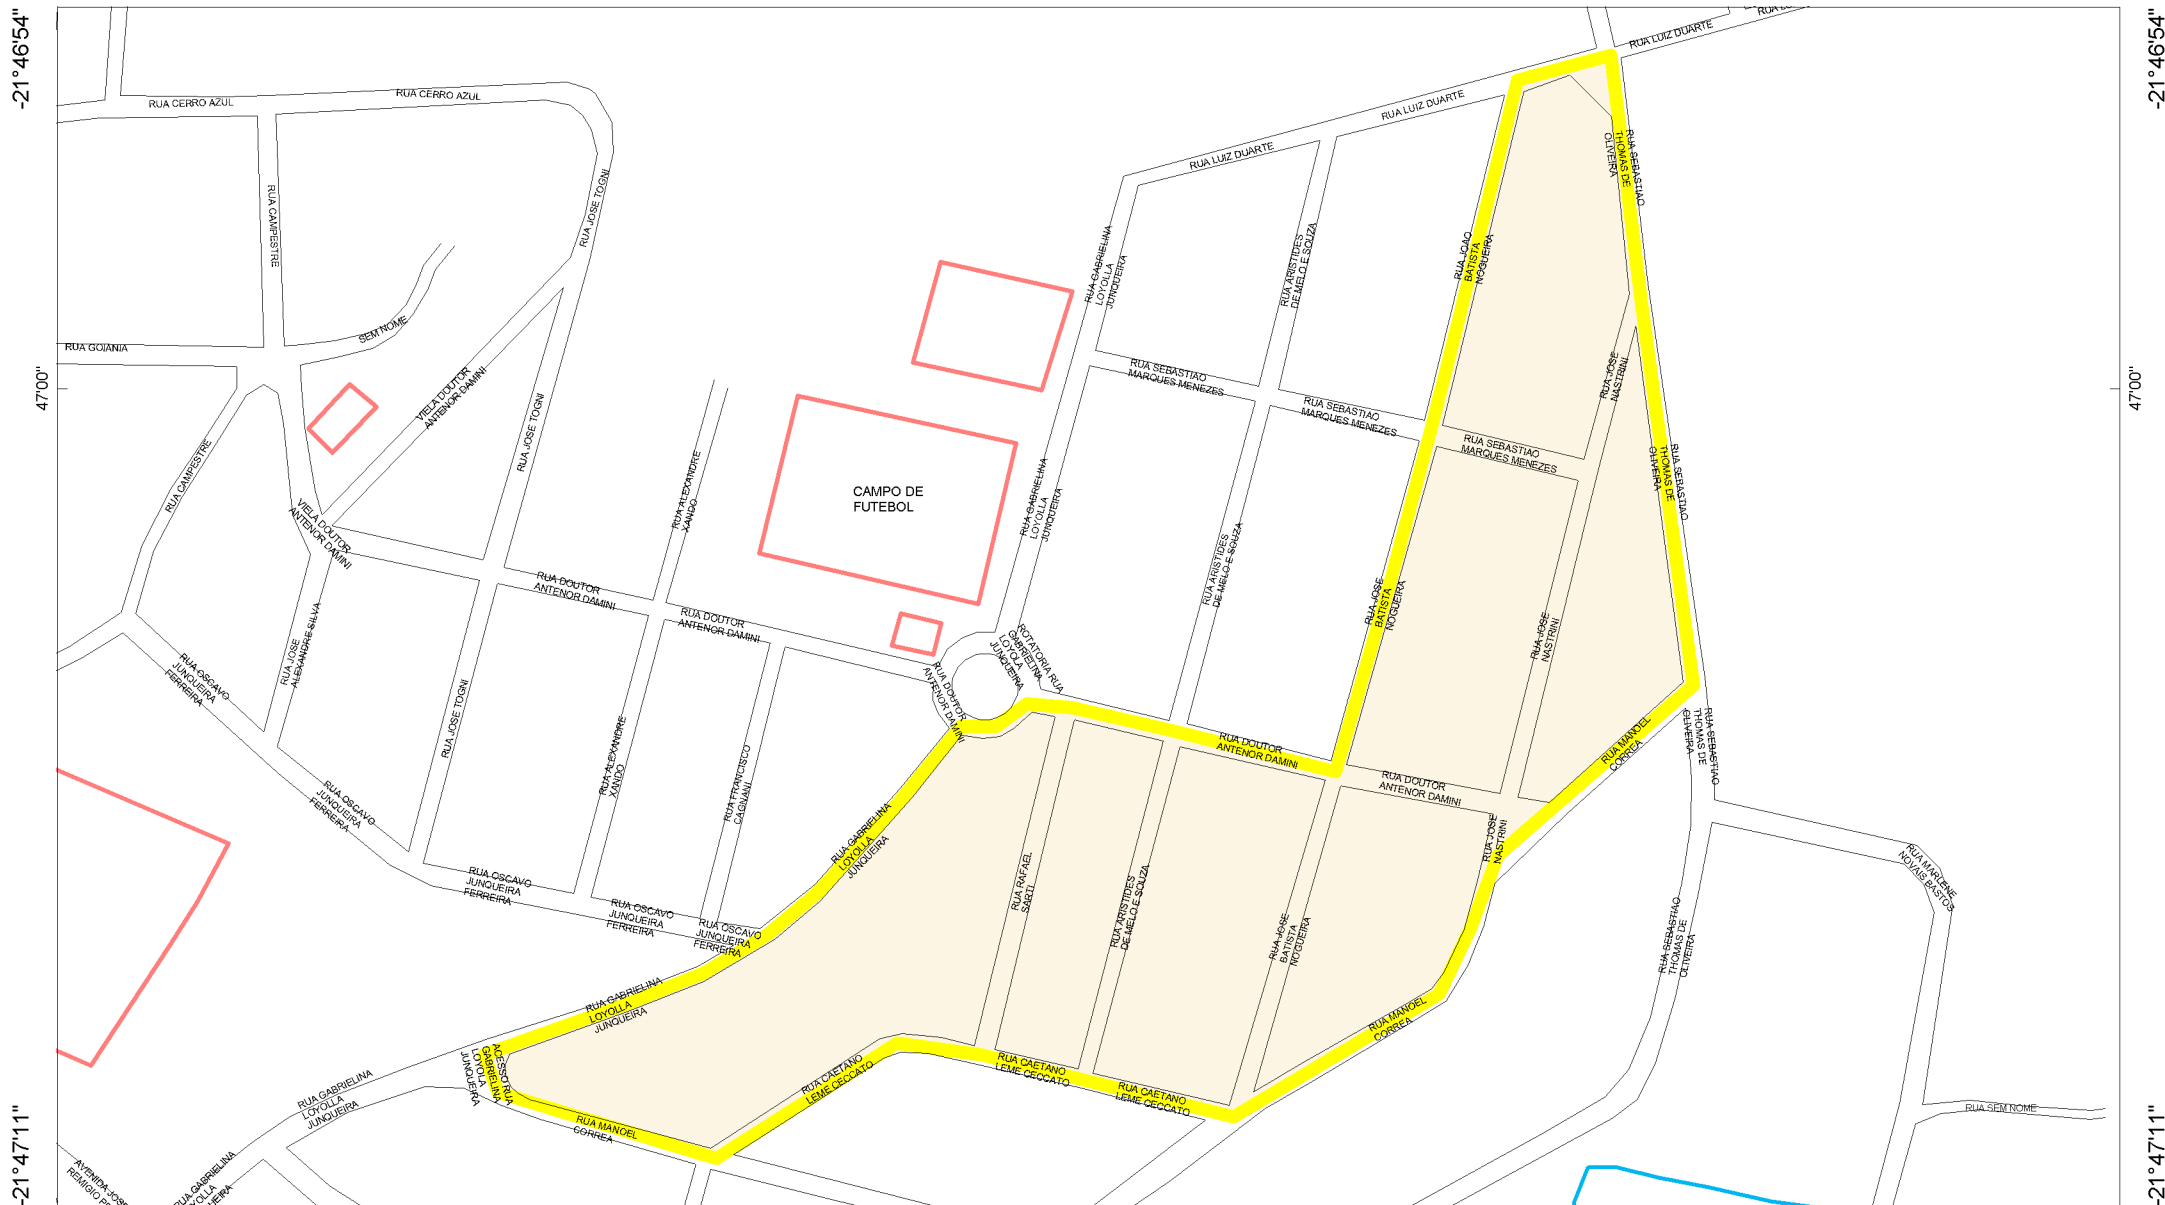 -21°46'54"
-21°46'54"
RUA LUIZ DUARTE
RUA CERRO AZUL
RUA CERRO AZUL
RUA LUIZ DUARTE
RUA LUIZ DUARTE
RUA SEBASTIAO
THOMAS DE
OLIVEIRA
RUA CAMPESTRE
RUA JOSE TOGNI
RUA GABRIELINA
LOYOLLA
JUNQUEIRA
RUA ARISTIDES
DE MELO E SOUZA
RUA JOAO
BATISTA
NOGUEIRA
SEM NOME
RUA GOIANIA
47'00"
47'00"
VIELA DOUTOR
ANTENOR DAMINI
RUA JOSE TOGNI
RUA SEBASTIAO
MARQUES MENEZES
RUA SEBASTIAO
MARQUES MENEZES
RUA JOSE
NASTRINI
RUA SEBASTIAO
MARQUES MENEZES
RUA CAMPESTRE
RUA ALEXANDRE
XANDO
CAMPO DE
FUTEBOL
RUA GABRIELINA
LOYOLLA
JUNQUEIRA
RUA SEBASTIAO
THOMAS DE
OLIVEIRA
VIELA DOUTOR
ANTENOR DAMINI
RUA ARISTIDES
DE MELO E SOUZA
RUA DOUTOR
ANTENOR DAMINI
RUA DOUTOR
ANTENOR DAMINI
RUA JOSE
BATISTA
NOGUEIRA
RUA JOSE
NASTRINI
RUA JOSE
ALEXANDRE SILVA
RUA OSCAVO
JUNQUEIRA
FERREIRA
ROTATORIA RUA
GABRIELINA
LOYOLA
JUNQUEIRA
RUA DOUTOR
ANTENOR DAMINI
RUA JOSE TOGNI
RUA ALEXANDRE
XANDO
RUA FRANCISCO
CAGNANI
RUA DOUTOR
ANTENOR DAMINI
RUA DOUTOR
ANTENOR DAMINI
RUA MANOEL
CORREA
RUA SEBASTIAO
THOMAS DE
OLIVEIRA
RUA OSCAVO
JUNQUEIRA
FERREIRA
RUA GABRIELINA
LOYOLLA
JUNQUEIRA
RUA JOSE
NASTRINI
RUA RAFAEL
SARTI
RUA ARISTIDES
DE MELO E SOUZA
RUA MARLENE
NOVAIS BASTOS
RUA OSCAVO
JUNQUEIRA
FERREIRA
RUA OSCAVO
JUNQUEIRA
FERREIRA
RUA OSCAVO
JUNQUEIRA
FERREIRA
RUA JOSE
BATISTA
NOGUEIRA
RUA SEBASTIAO
THOMAS DE
OLIVEIRA
RUA GABRIELINA
LOYOLLA
JUNQUEIRA
RUA MANOEL
CORREA
ACESSO RUA
GABRIELINA
LOYOLA
JUNQUEIRA
RUA CAETANO
LEME CECCATO
RUA CAETANO
LEME CECCATO
RUA CAETANO
LEME CECCATO
RUA GABRIELINA
LOYOLLA
JUNQUEIRA
RUA MANOEL
CORREA
RUA SEM NOME
-21°47'11"
-21°47'11"
AVENIDA JOSE
REMIGIO
RUA GABRIELINA